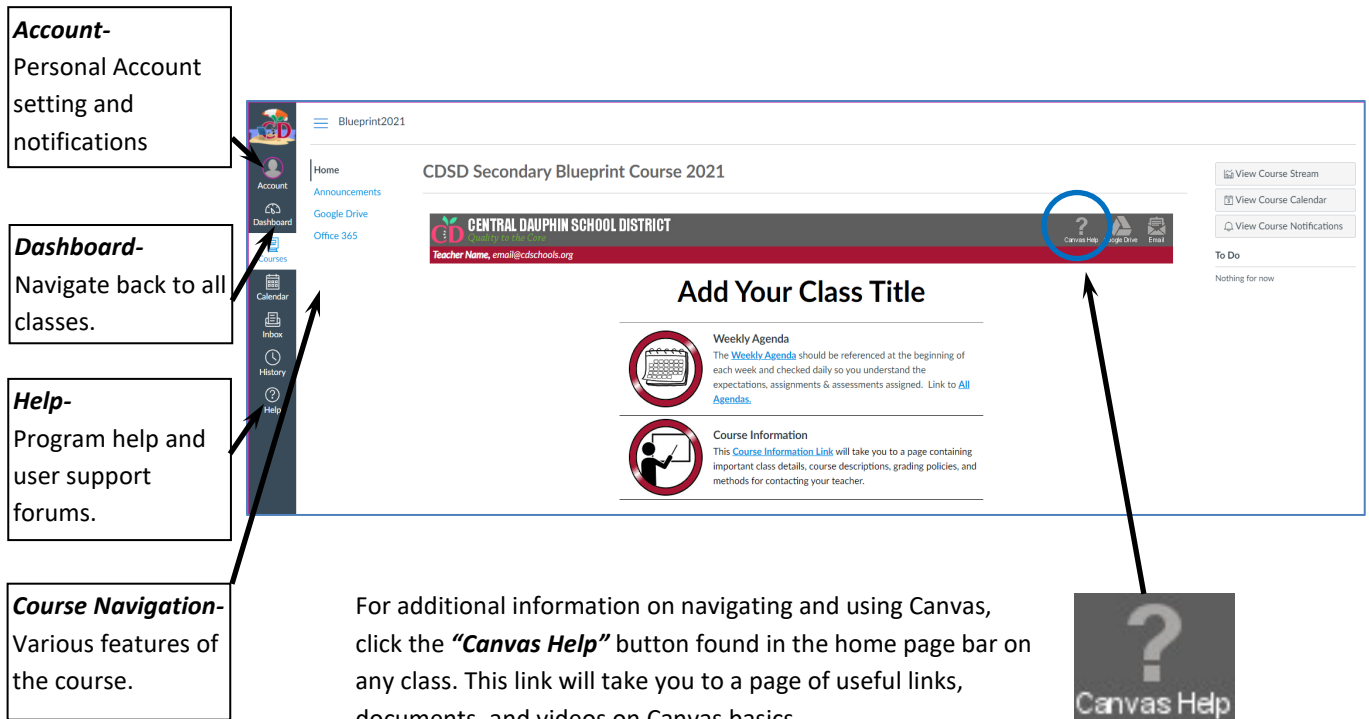 Account-
Personal Account
setting and
notifications
Dashboard-
Navigate back to all
classes.
Help-
Program help and
user support
forums.
Course Navigation-
Various features of
the course.
CD
Account
Dashboard
Courses
Calendar
Inbox
History
Help
Blueprint2021
Home
Announcements
Google Drive
Office 365
CDSD Secondary Blueprint Course 2021
CD CENTRAL DAUPHIN SCHOOL DISTRICT
Quality to the Core
Teacher Name, email@cdschools.org
Canvas Help Google Drive Email
Add Your Class Title
Weekly Agenda
The Weekly Agenda should be referenced at the beginning of
each week and checked daily so you understand the
expectations, assignments & assessments assigned. Link to All
Agendas.
Course Information
This Course Information Link will take you to a page containing
important class details, course descriptions, grading policies, and
methods for contacting your teacher.
View Course Stream
View Course Calendar
View Course Notifications
To Do
Nothing for now
For additional information on navigating and using Canvas,
click the “Canvas Help” button found in the home page bar on
any class. This link will take you to a page of useful links,
documents, and videos on Canvas basics
?
Canvas Help